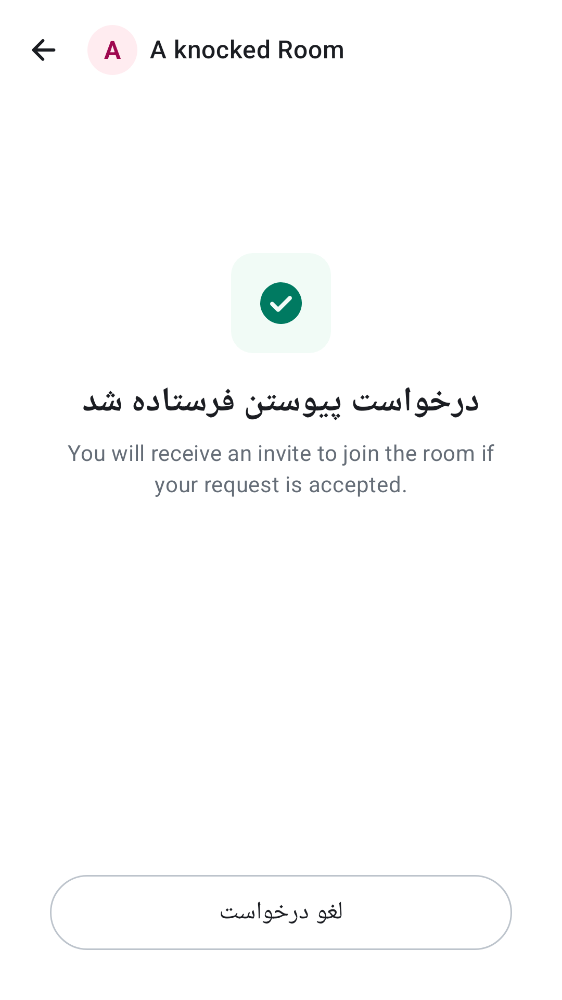 A
A knocked Room
درخواست پیوستن فرستاده شد
You will receive an invite to join the room if
your request is accepted.
لغو درخواست